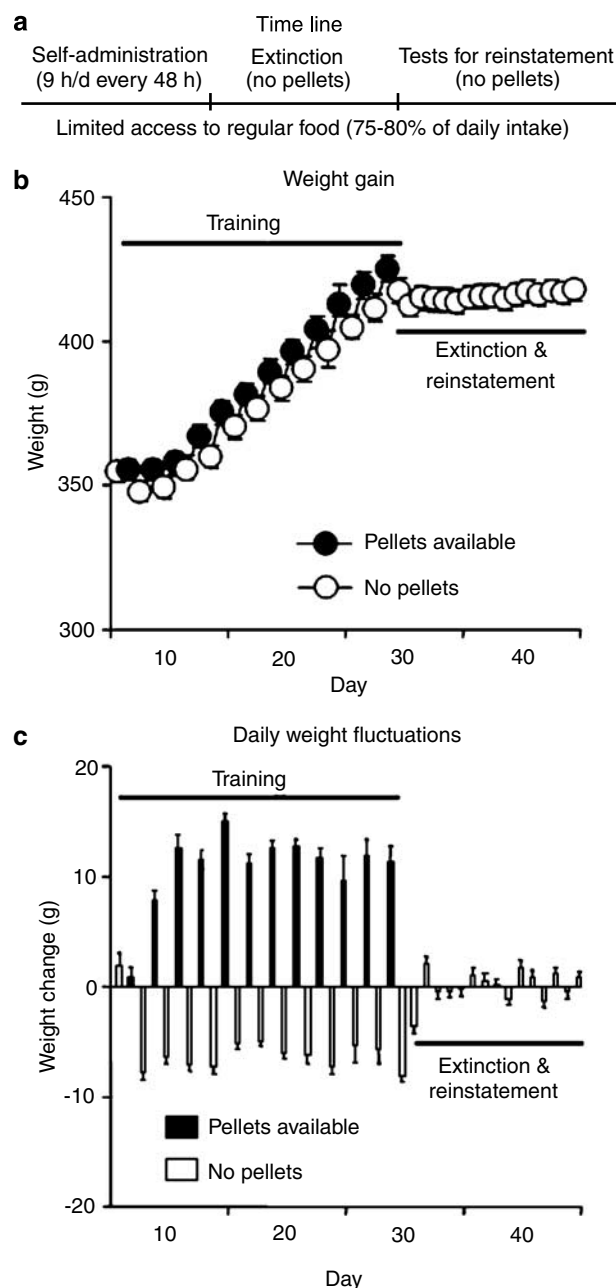 a
Time line
Self-administration
(9 h/d every 48 h)
Extinction
(no pellets)
Tests for reinstatement
(no pellets)
Limited access to regular food (75-80% of daily intake)
b
Weight gain
450
Training
400
Extinction &
reinstatement
Weight (g)
350
Pellets available
No pellets
300
10 20 30 40
Day
c
Daily weight fluctuations
20
Training
10
Weight change (g)
0
Extinction &
reinstatement
-10
Pellets available
No pellets
-20
10 20 30 40
Day